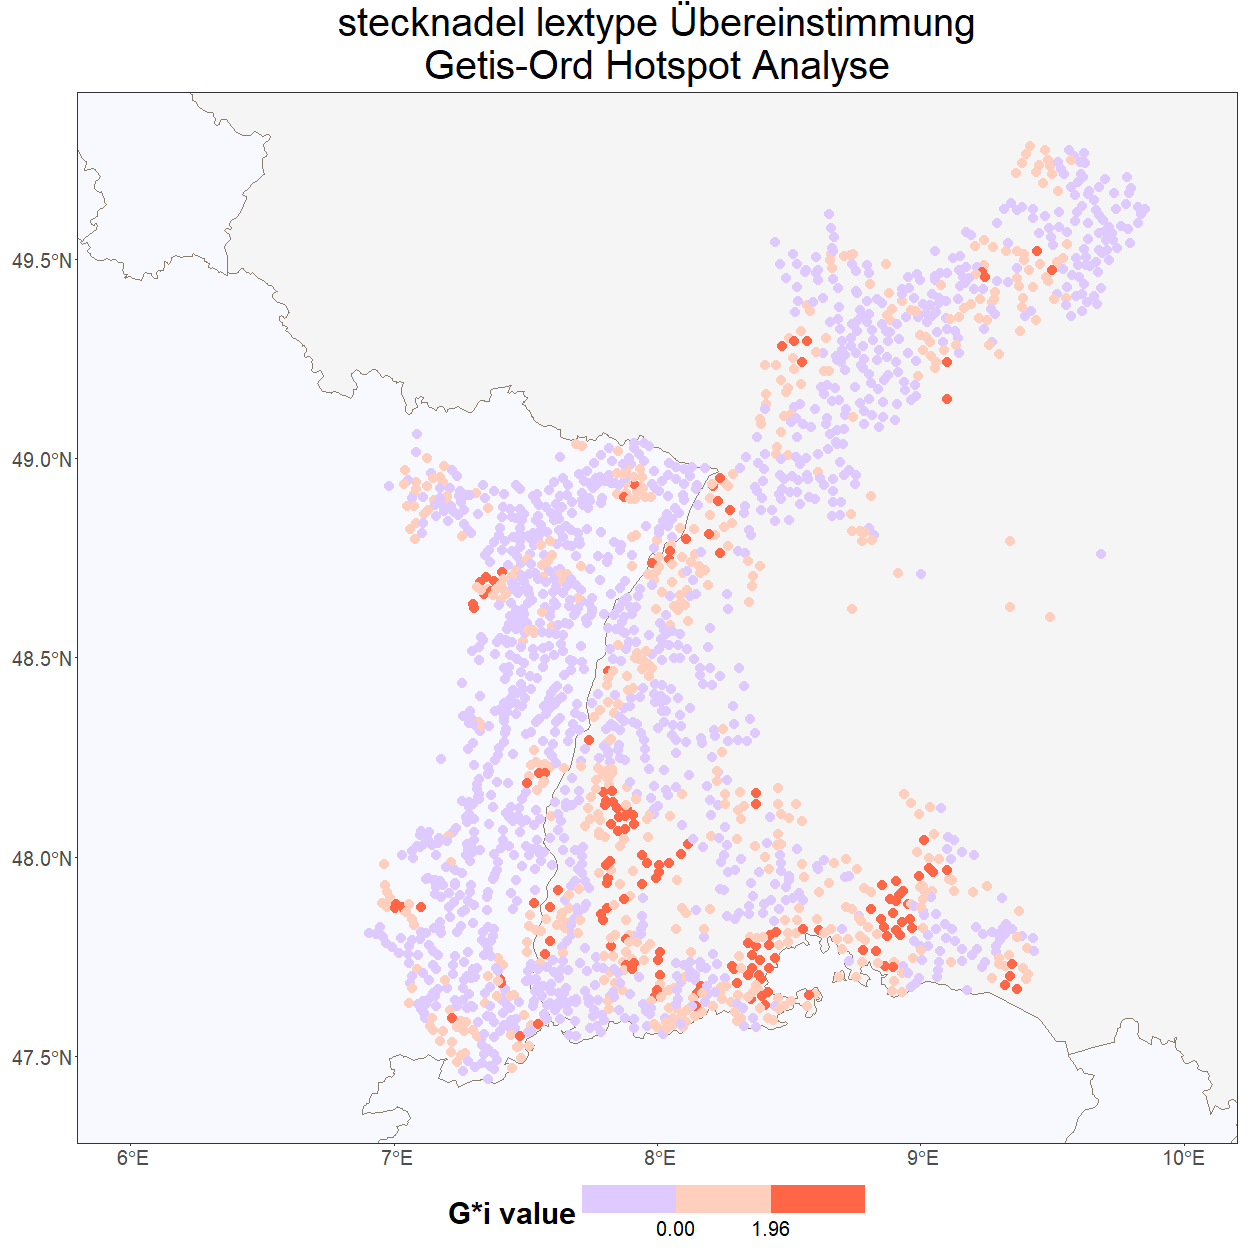 stecknadel lextype Übereinstimmung
Getis-Ord Hotspot Analyse
49.5°N
49.0°N
48.5°N
48.0°N
47.5°N
6°E 7°E 8°E 9°E 10°E
G*i value
0.00 1.96